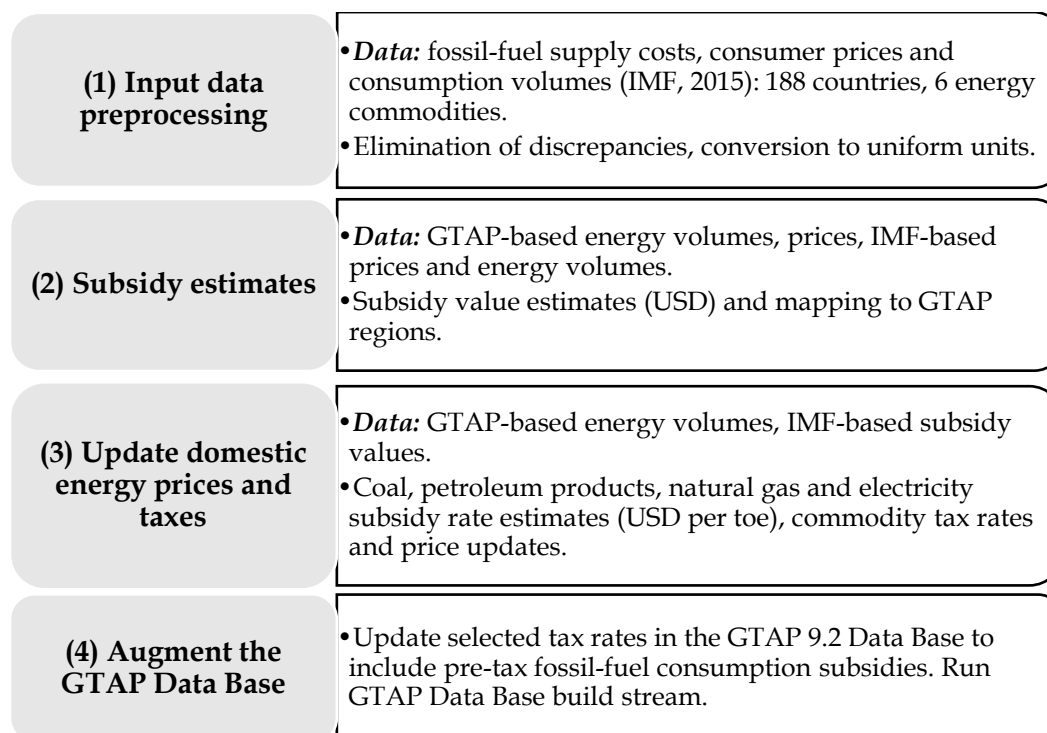 (1) Input data
preprocessing
•Data: fossil-fuel supply costs, consumer prices and
consumption volumes (IMF, 2015): 188 countries, 6 energy
commodities.
•Elimination of discrepancies, conversion to uniform units.
(2) Subsidy estimates
•Data: GTAP-based energy volumes, prices, IMF-based
prices and energy volumes.
•Subsidy value estimates (USD) and mapping to GTAP
regions.
(3) Update domestic
energy prices and
taxes
•Data: GTAP-based energy volumes, IMF-based subsidy
values.
•Coal, petroleum products, natural gas and electricity
subsidy rate estimates (USD per toe), commodity tax rates
and price updates.
(4) Augment the
GTAP Data Base
•Update selected tax rates in the GTAP 9.2 Data Base to
include pre-tax fossil-fuel consumption subsidies. Run
GTAP Data Base build stream.